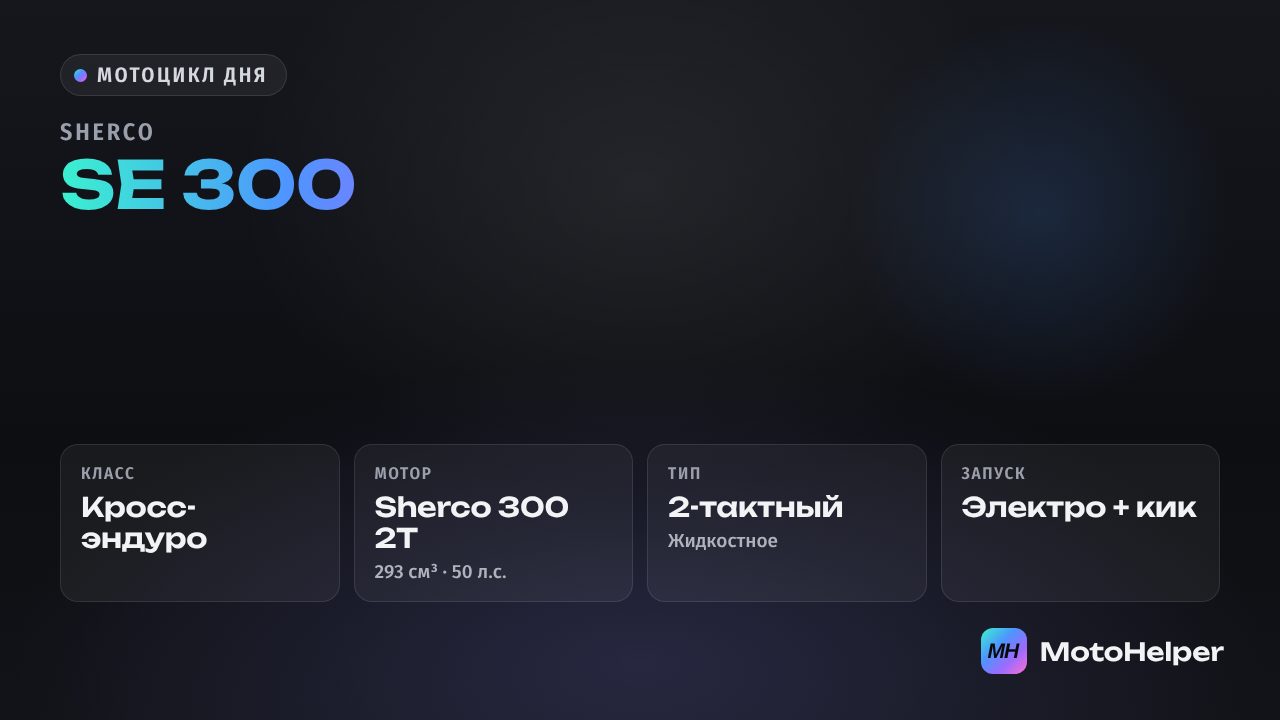 МОТОЦИКЛ ДНЯ
SHERCO
SE 300
КЛАСС
Кросс-
эндуро
МОТОР
Sherco 300
2T
293 см³ · 50 л.с.
ТИП
2-тактный
Жидкостное
ЗАПУСК
Электро + кик
MH MotoHelper